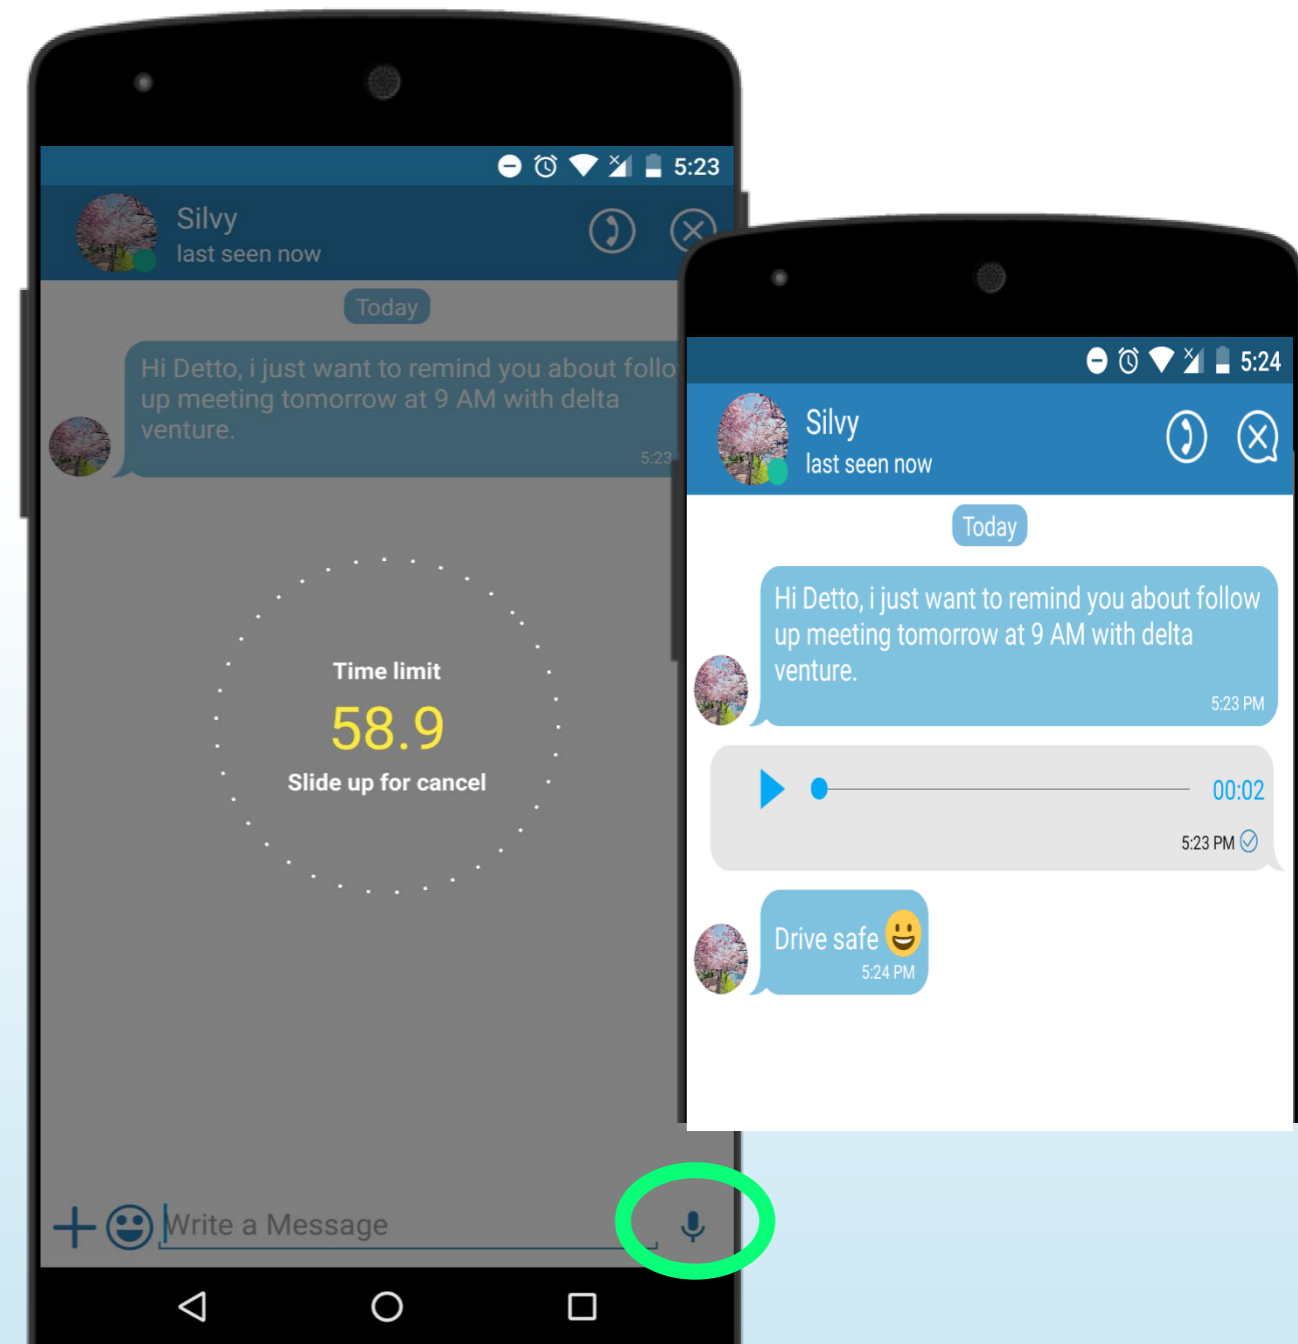 5:23
Silvy
last seen now
Today
Hi Detto, i just want to remind you about follo
up meeting tomorrow at 9 AM with delta
venture.
5:23
Time limit
58.9
Slide up for cancel
Write a Message
5:24
Silvy
last seen now
Today
Hi Detto, i just want to remind you about follow
up meeting tomorrow at 9 AM with delta
venture.
5:23 PM
00:02
5:23 PM
Drive safe 😃
5:24 PM